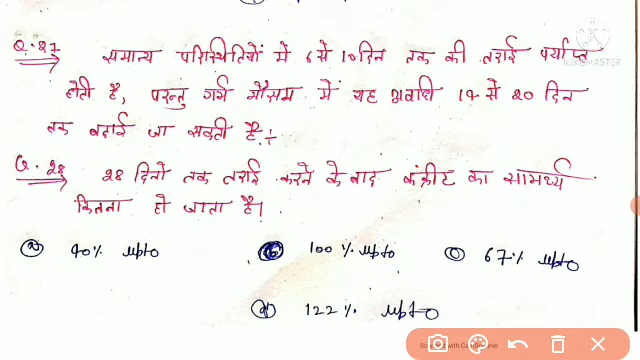 Q.27 सामान्य परिस्थितियों में 6 से 10 दिन तक की तराई पर्याप्त
होती है, परन्तु गर्म मौसम में यह अवधि 14 से 20 दिन
तक बढाई जा सकती है :-
Q.28 28 दिनों तक तराई करने के बाद कंक्रीट का सामर्थ्य
कितना हो जाता है।
(a) 40% upto (b) 100% upto (c) 67% upto
(d) 122% upto
KINEMASTER